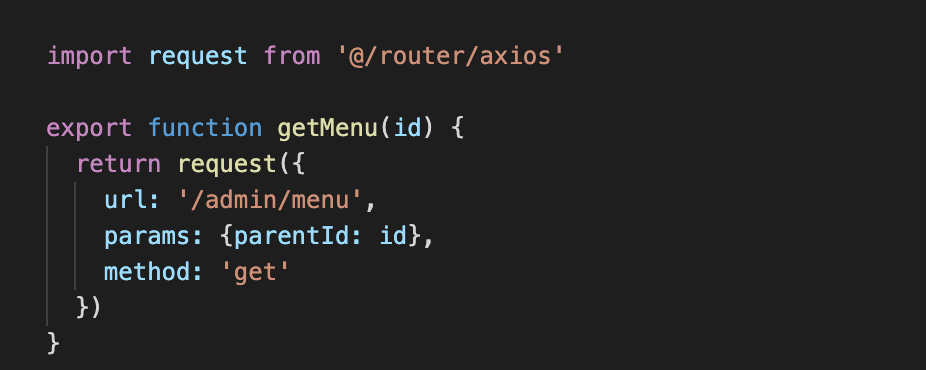 import request from '@/router/axios'
export function getMenu(id) {
return request({
url: '/admin/menu',
params: {parentId: id},
method: 'get'
})
}